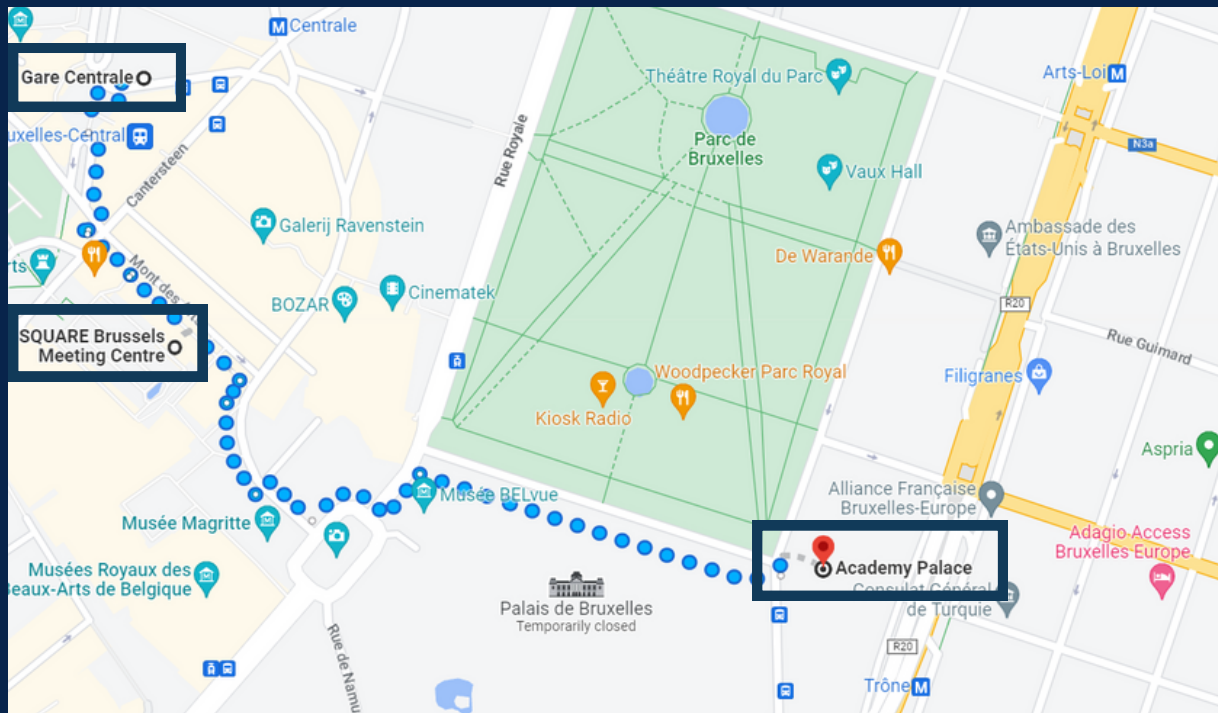 Centrale
Gare Centrale
uxelles-Central
Cantersteen
Rue Royale
Théâtre Royal du Parc
Arts-Loi
Parc de
Bruxelles
N3a
Vaux Hall
Galerij Ravenstein
Ambassade des
États-Unis à Bruxelles
De Warande
rts
Mont des Arts
BOZAR
Cinematek
R20
SQUARE Brussels
Meeting Centre
Rue Guimard
Woodpecker Parc Royal
Filigranes
Kiosk Radio
Aspria
Musée BELvue
Alliance Française
Bruxelles-Europe
Musée Magritte
Adagio Access
Bruxelles Europe
Musées Royaux des
Beaux-Arts de Belgique
Academy Palace
Consulat Général
de Turquie
Palais de Bruxelles
Temporarily closed
Rue de Namu
R20
Trône